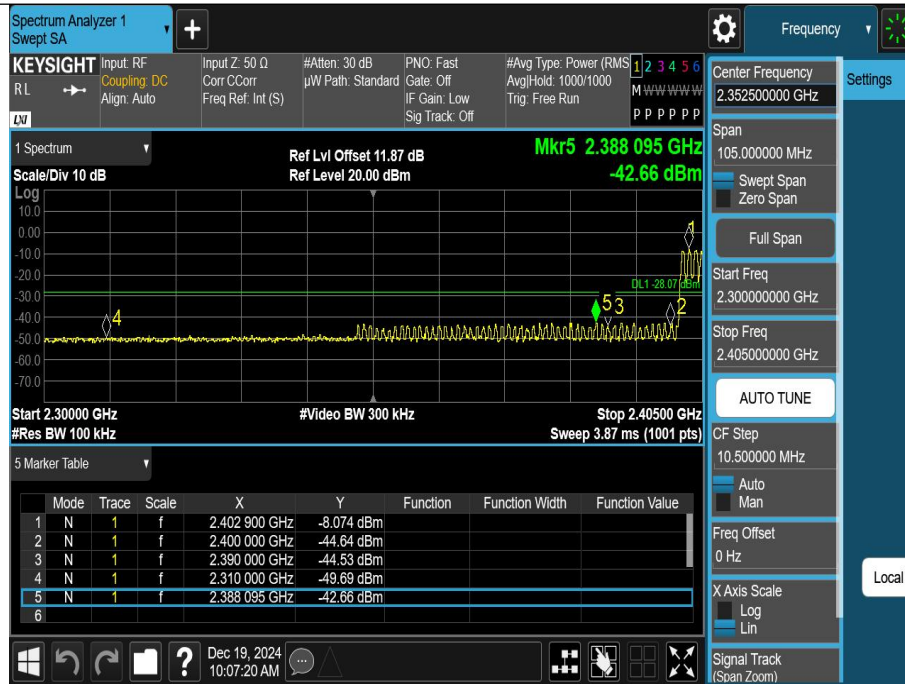 Spectrum Analyzer 1
Swept SA
+
Frequency
KEYSIGHT
RL
LXI
Input: RF
Coupling: DC
Align: Auto
Input Z: 50 Ω
Corr CCorr
Freq Ref: Int (S)
#Atten: 30 dB
µW Path: Standard
PNO: Fast
Gate: Off
IF Gain: Low
Sig Track: Off
#Avg Type: Power (RMS
Avg|Hold: 1000/1000
Trig: Free Run
1 2 3 4 5 6
M W W W W W
P P P P P P
1 Spectrum
Scale/Div 10 dB
Ref Lvl Offset 11.87 dB
Ref Level 20.00 dBm
Mkr5 2.388 095 GHz
-42.66 dBm
Log
10.0
0.00
-10.0
-20.0
-30.0
-40.0
-50.0
-60.0
-70.0
1
DL1 -28.07 dBm
4
5
3
2
Start 2.30000 GHz
#Res BW 100 kHz
#Video BW 300 kHz
Stop 2.40500 GHz
Sweep 3.87 ms (1001 pts)
5 Marker Table
Mode Trace Scale X Y Function Function Width Function Value
1 N 1 f 2.402 900 GHz -8.074 dBm
2 N 1 f 2.400 000 GHz -44.64 dBm
3 N 1 f 2.390 000 GHz -44.53 dBm
4 N 1 f 2.310 000 GHz -49.69 dBm
5 N 1 f 2.388 095 GHz -42.66 dBm
6
?
Dec 19, 2024
10:07:20 AM
Center Frequency
2.352500000 GHz
Settings
Span
105.000000 MHz
Swept Span
Zero Span
Full Span
Start Freq
2.300000000 GHz
Stop Freq
2.405000000 GHz
AUTO TUNE
CF Step
10.500000 MHz
Auto
Man
Freq Offset
0 Hz
Local
X Axis Scale
Log
Lin
Signal Track
(Span Zoom)